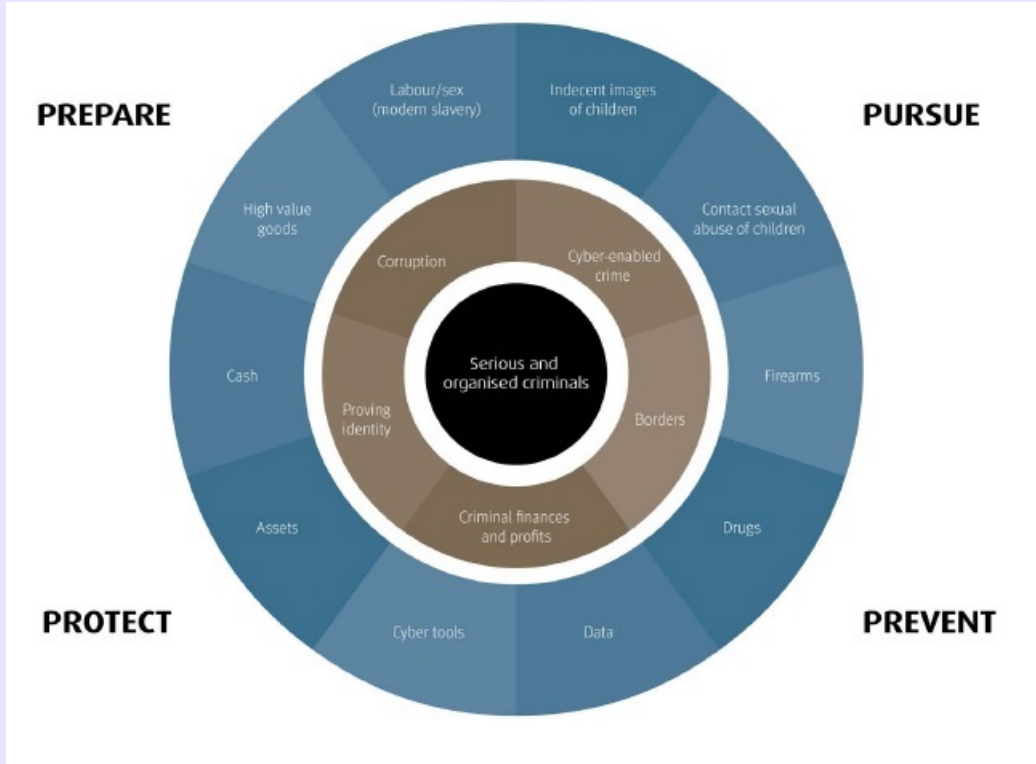 PREPARE
PURSUE
Labour/sex
(modern slavery)
Indecent images
of children
High value
goods
Contact sexual
abuse of children
Corruption
Cyber-enabled
crime
Cash
Serious and
organised criminals
Firearms
Proving
identity
Borders
Assets
Criminal finances
and profits
Drugs
PROTECT
PREVENT
Cyber tools
Data